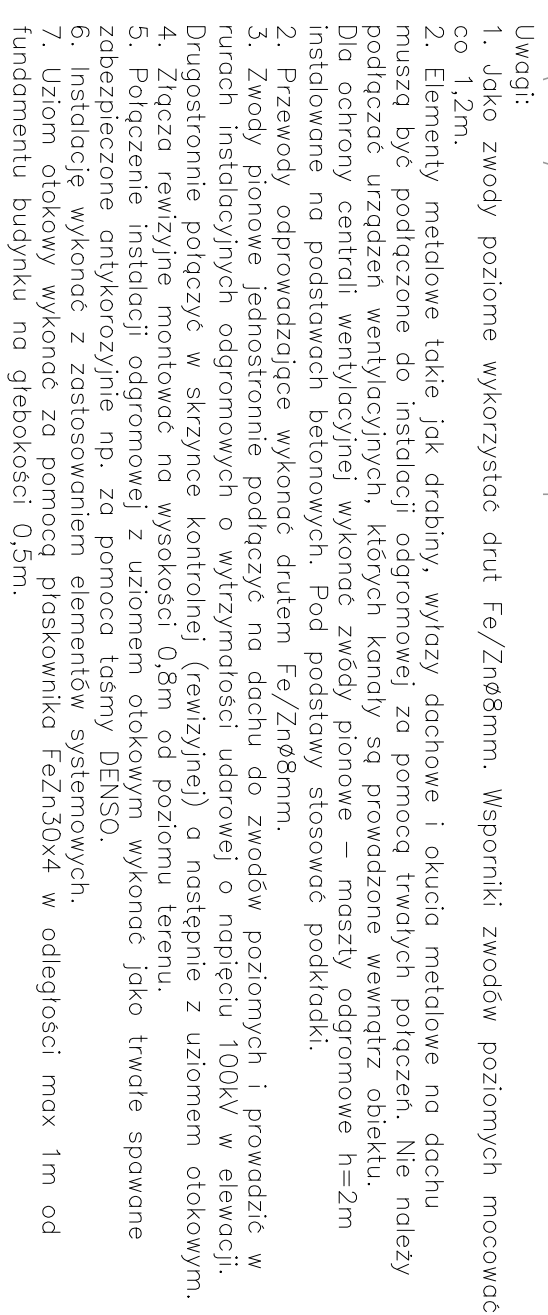 Uwagi:
1. Jako zwody poziome wykorzystać drut Fe/Znø8mm. Wsporniki zwodów poziomych mocować
co 1,2m.
2. Elementy metalowe takie jak drabiny, wyłazy dachowe i okucia metalowe na dachu
muszą być podłączone do instalacji odgromowej za pomocą trwałych połączeń. Nie należy
podłączać urządzeń wentylacyjnych, których kanały są prowadzone wewnątrz obiektu.
Dla ochrony centrali wentylacyjnej wykonać zwódy pionowe – maszty odgromowe h=2m
instalowane na podstawach betonowych. Pod podstawy stosować podkładki.
2. Przewody odprowadzające wykonać drutem Fe/Znø8mm.
3. Zwody pionowe jednostronnie podłączyć na dachu do zwodów poziomych i prowadzić w
rurach instalacyjnych odgromowych o wytrzymałości udarowej o napięciu 100kV w elewacji.
Drugostronnie połączyć w skrzynce kontrolnej (rewizyjnej) a następnie z uziomem otokowym.
4. Złącza rewizyjne montować na wysokości 0,8m od poziomu terenu.
5. Połączenie instalacji odgromowej z uziomem otokowym wykonać jako trwałe spawane
zabezpieczone antykorozyjnie np. za pomoca taśmy DENSO.
6. Instalację wykonać z zastosowaniem elementów systemowych.
7. Uziom otokowy wykonać za pomocą płaskownika FeZn30x4 w odległości max 1m od
fundamentu budynku na głebokości 0,5m.